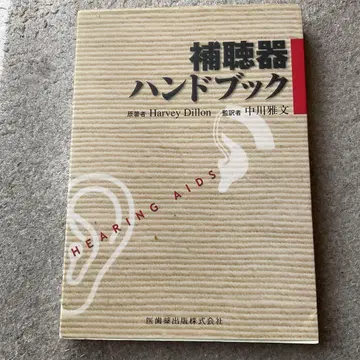 補聴器
ハンドブック
原著者 Harvey Dillon 監訳者 中川雅文
HEARING AIDS
医歯薬出版株式会社